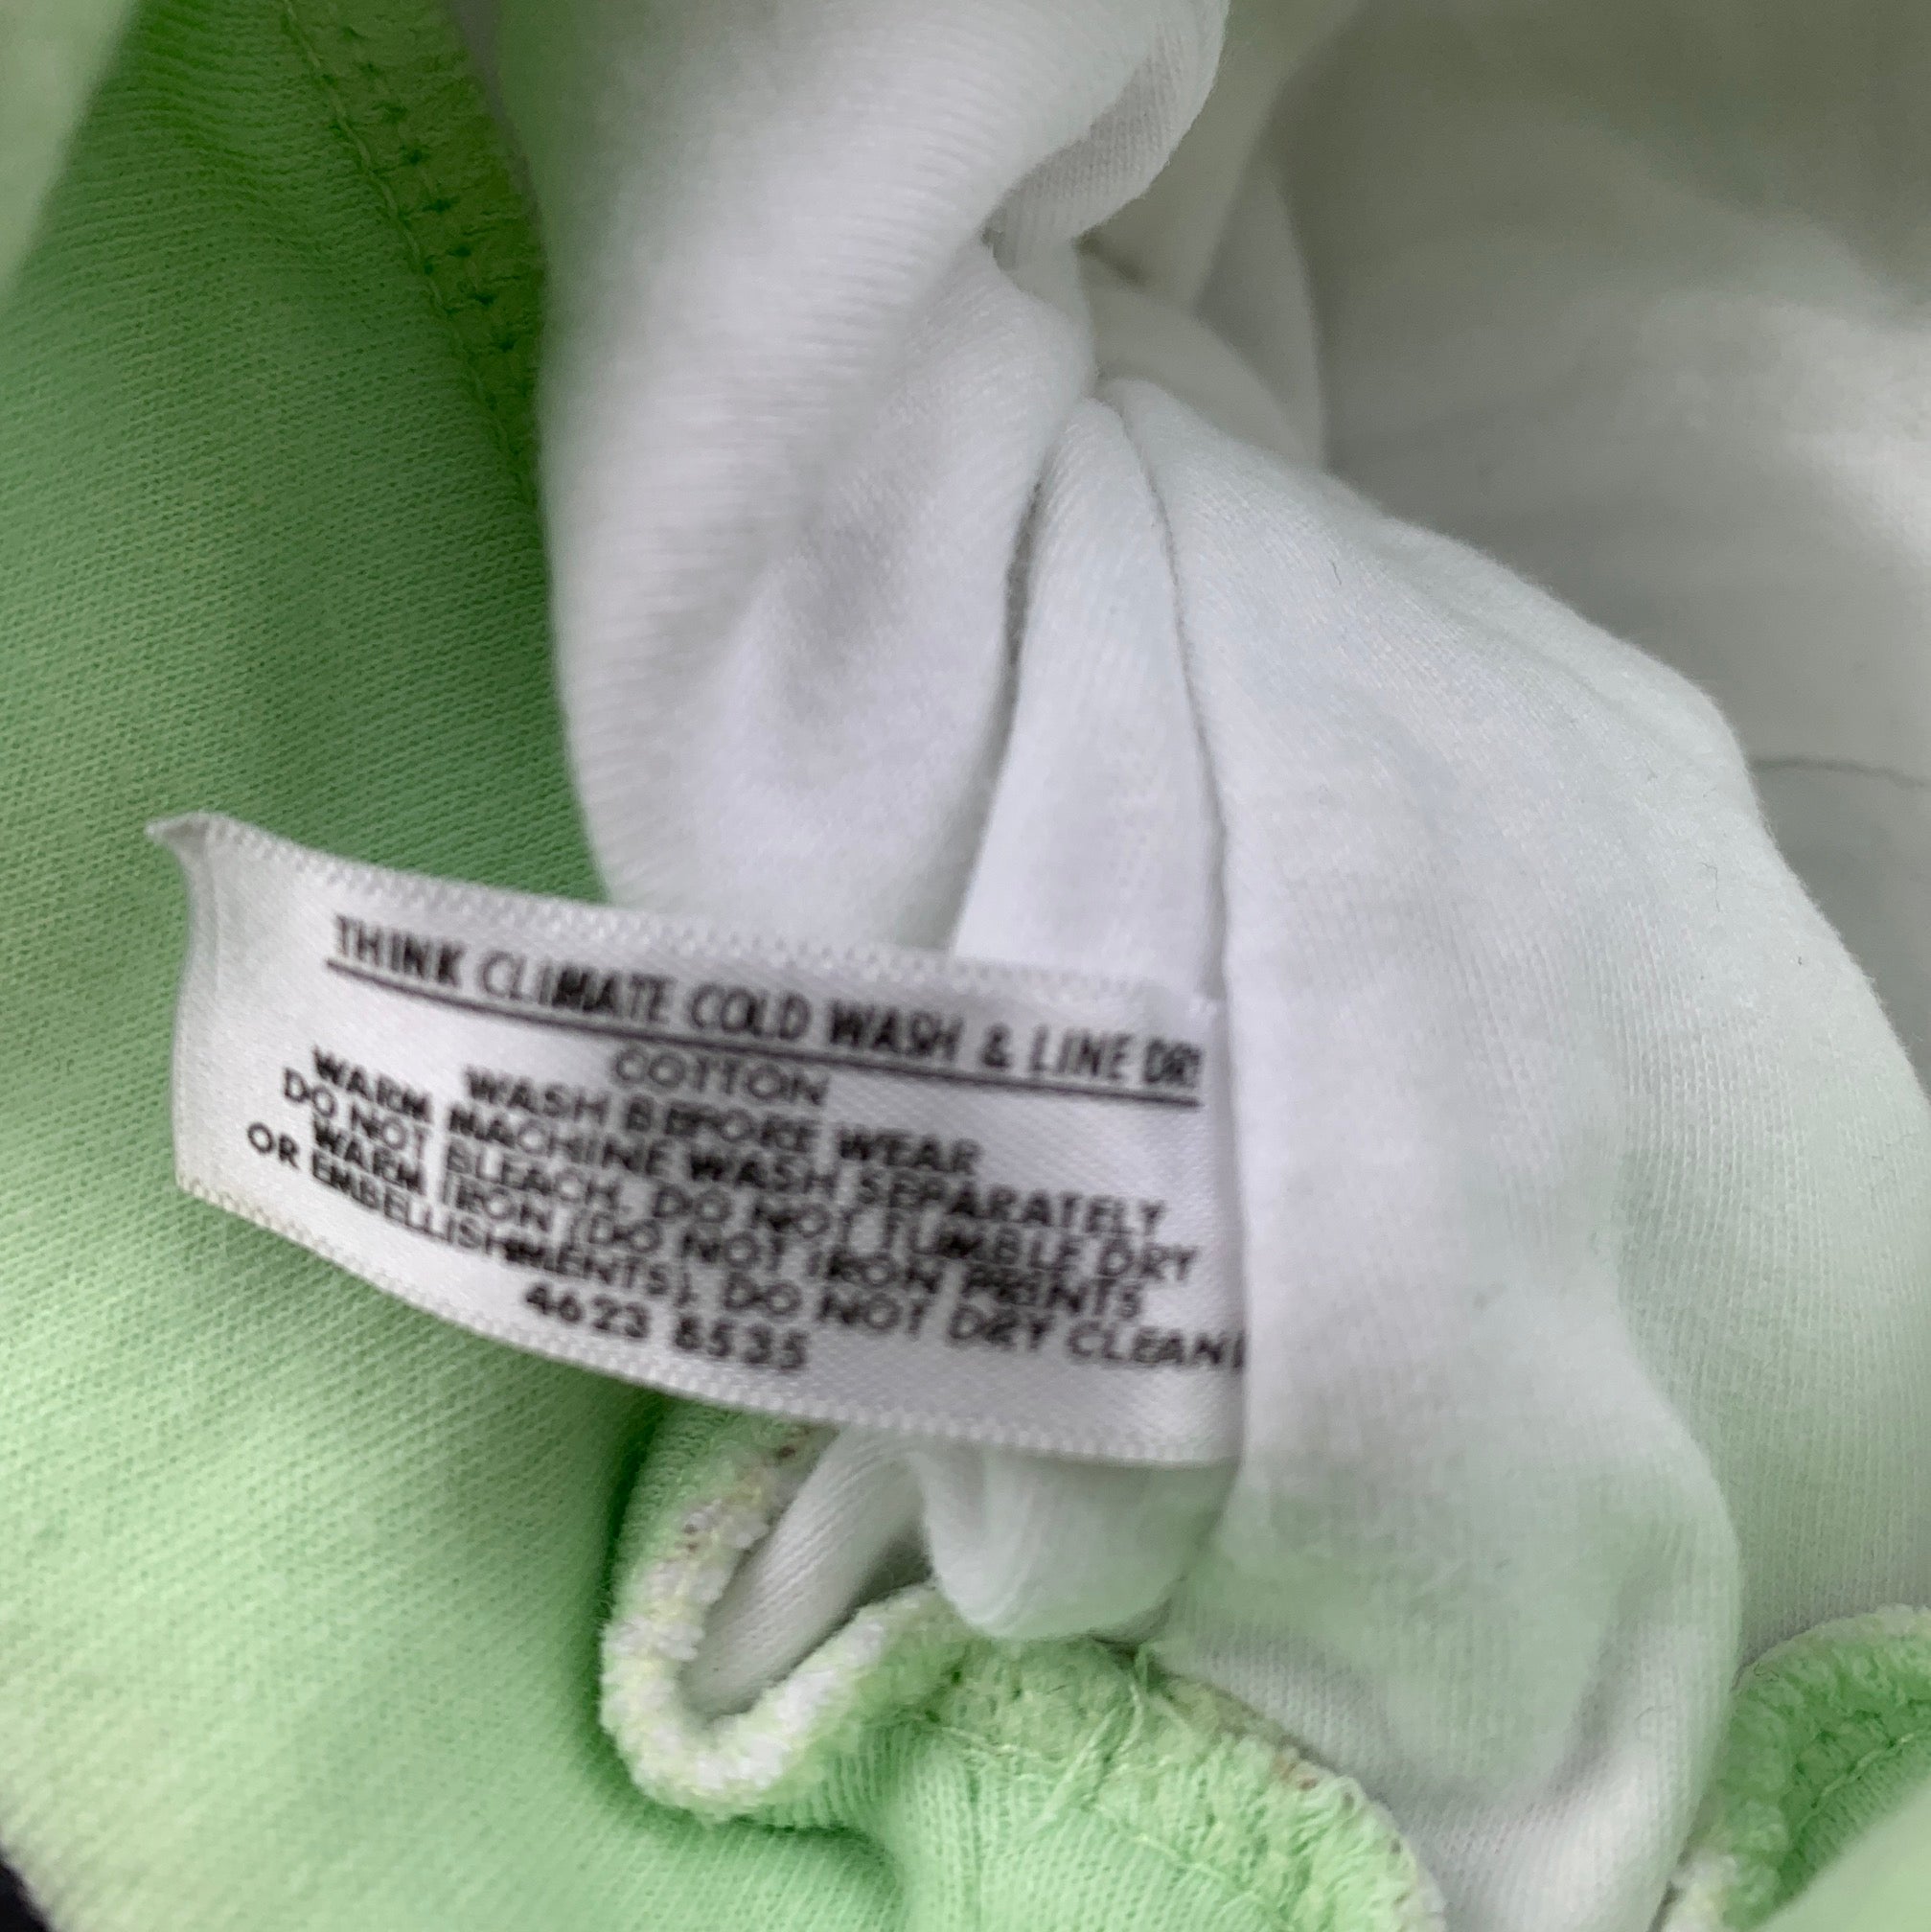 THINK CLIMATE COLD WASH & LINE DRY
COTTON
WASH BEFORE WEAR
WARM MACHINE WASH SEPARATELY
DO NOT BLEACH, DO NOT TUMBLE DRY
WARM IRON (DO NOT IRON PRINTS
OR EMBELLISHMENTS), DO NOT DRY CLEAN
4623 8535